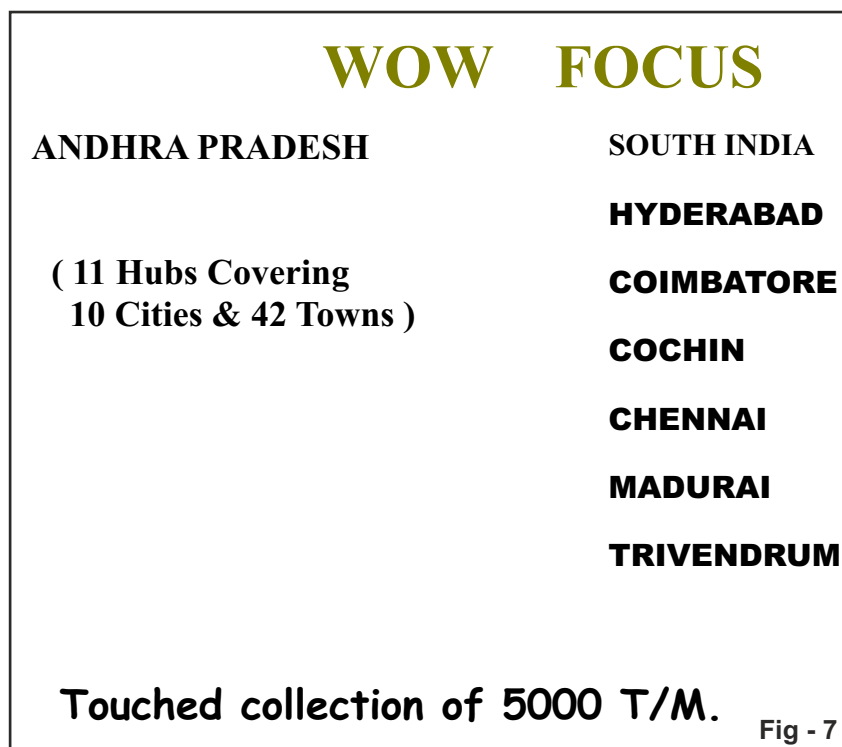 WOW FOCUS
ANDHRA PRADESH
( 11 Hubs Covering
10 Cities & 42 Towns )
SOUTH INDIA
HYDERABAD
COIMBATORE
COCHIN
CHENNAI
MADURAI
TRIVENDRUM
Touched collection of 5000 T/M.
Fig - 7